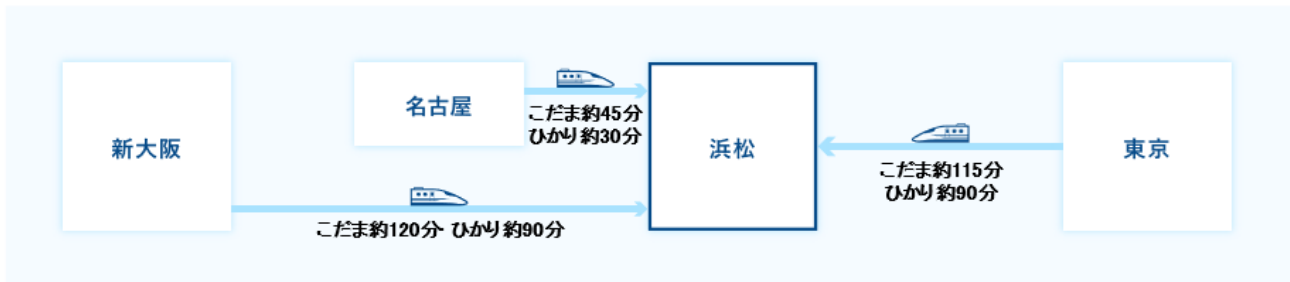 新大阪
名古屋
こだま約45分
ひかり約30分
浜松
こだま約115分
ひかり約90分
東京
こだま約120分・ひかり約90分